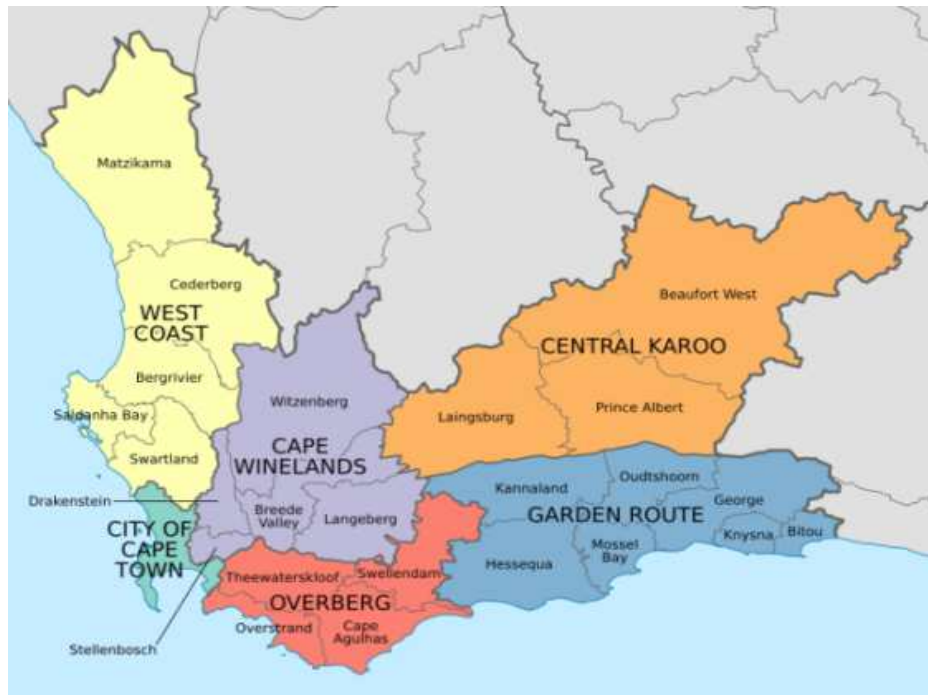 Matzikama
Cederberg
WEST
COAST
Bergrivier
Saldanha Bay
Swartland
Beaufort West
CENTRAL KAROO
Laingsburg
Prince Albert
Witzenberg
CAPE
WINELANDS
Drakenstein
Breede
Valley
Langeberg
CITY OF
CAPE
TOWN
Stellenbosch
Kannaland
Oudtshoorn
George
GARDEN ROUTE
Hessequa
Mossel
Bay
Knysna
Bitou
Theewaterskloof
Swellendam
OVERBERG
Overstrand
Cape
Agulhas